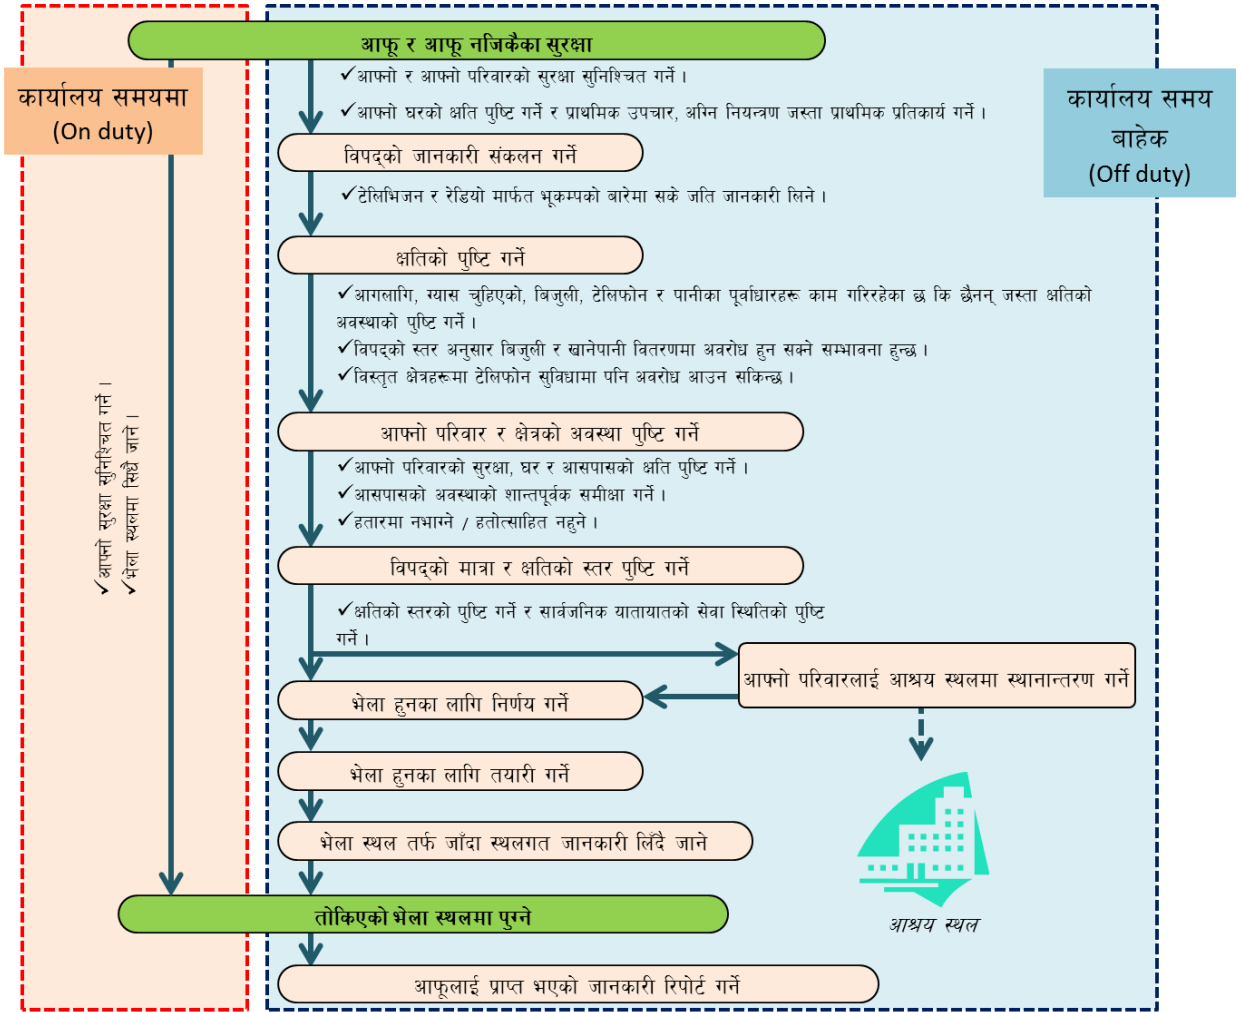 आफू र आफू नजिकैका सुरक्षा
कार्यालय समयमा
(On duty)
कार्यालय समय
बाहेक
(Off duty)
✓आफ्नो र आफ्नो परिवारको सुरक्षा सुनिश्चित गर्ने ।
✓आफ्नो घरको क्षति पुष्टि गर्ने र प्राथमिक उपचार, अग्नि नियन्त्रण जस्ता प्राथमिक प्रतिकार्य गर्ने ।
विपद्को जानकारी संकलन गर्ने
✓टेलिभिजन र रेडियो मार्फत भूकम्पको बारेमा सके जति जानकारी लिने ।
क्षतिको पुष्टि गर्ने
✓आगलागि, ग्यास चुहिएको, बिजुली, टेलिफोन र पानीका पूर्वाधारहरू काम गरिरहेका छ कि छैनन् जस्ता क्षतिको
अवस्थाको पुष्टि गर्ने ।
✓विपद्को स्तर अनुसार बिजुली र खानेपानी वितरणमा अवरोध हुन सक्ने सम्भावना हुन्छ ।
✓विस्तृत क्षेत्रहरूमा टेलिफोन सुविधामा पनि अवरोध आउन सकिन्छ ।
आफ्नो परिवार र क्षेत्रको अवस्था पुष्टि गर्ने
✓आफ्नो परिवारको सुरक्षा, घर र आसपासको क्षति पुष्टि गर्ने ।
✓आसपासको अवस्थाको शान्तपूर्वक समीक्षा गर्ने ।
✓हतारमा नभाग्ने / हतोत्साहित नहुने ।
✓आफ्नो सुरक्षा सुनिश्चित गर्ने ।
✓भेला स्थलमा सिधै जाने ।
विपद्को मात्रा र क्षतिको स्तर पुष्टि गर्ने
✓क्षतिको स्तरको पुष्टि गर्ने र सार्वजनिक यातायातको सेवा स्थितिको पुष्टि
गर्ने ।
आफ्नो परिवारलाई आश्रय स्थलमा स्थानान्तरण गर्ने
भेला हुनका लागि निर्णय गर्ने
भेला हुनका लागि तयारी गर्ने
भेला स्थल तर्फ जाँदा स्थलगत जानकारी लिँदै जाने
तोकिएको भेला स्थलमा पुग्ने
आश्रय स्थल
आफूलाई प्राप्त भएको जानकारी रिपोर्ट गर्ने